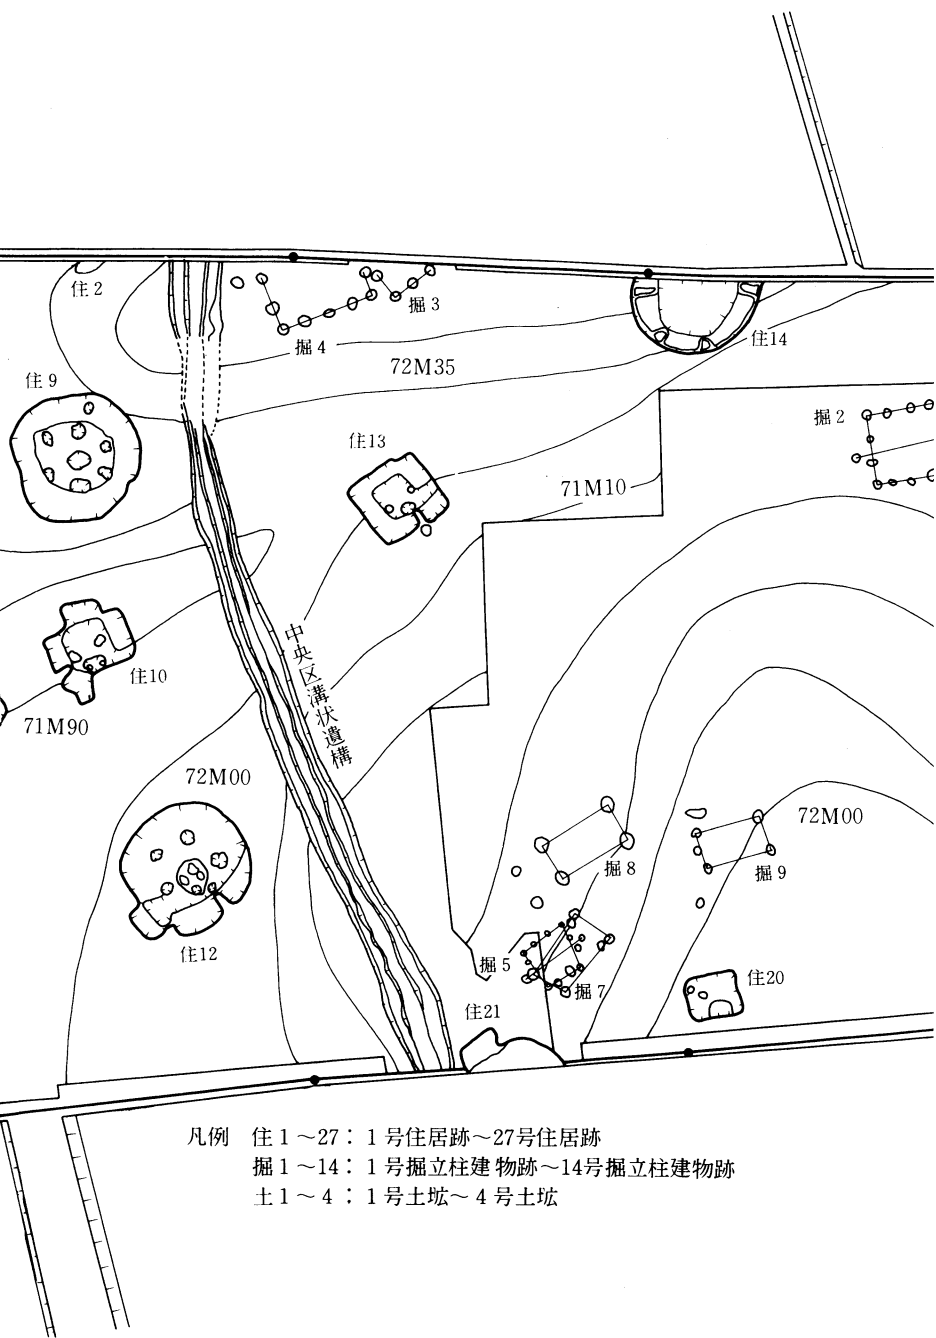 住2
掘3
掘4
住14
72M35
住9
掘2
住13
71M10
中央区溝状遺構
住10
71M90
72M00
72M00
掘8
掘9
住12
掘5
掘7
住20
住21
凡例 住1〜27:1号住居跡〜27号住居跡
掘1〜14:1号掘立柱建物跡〜14号掘立柱建物跡
土1〜4:1号土坑〜4号土坑